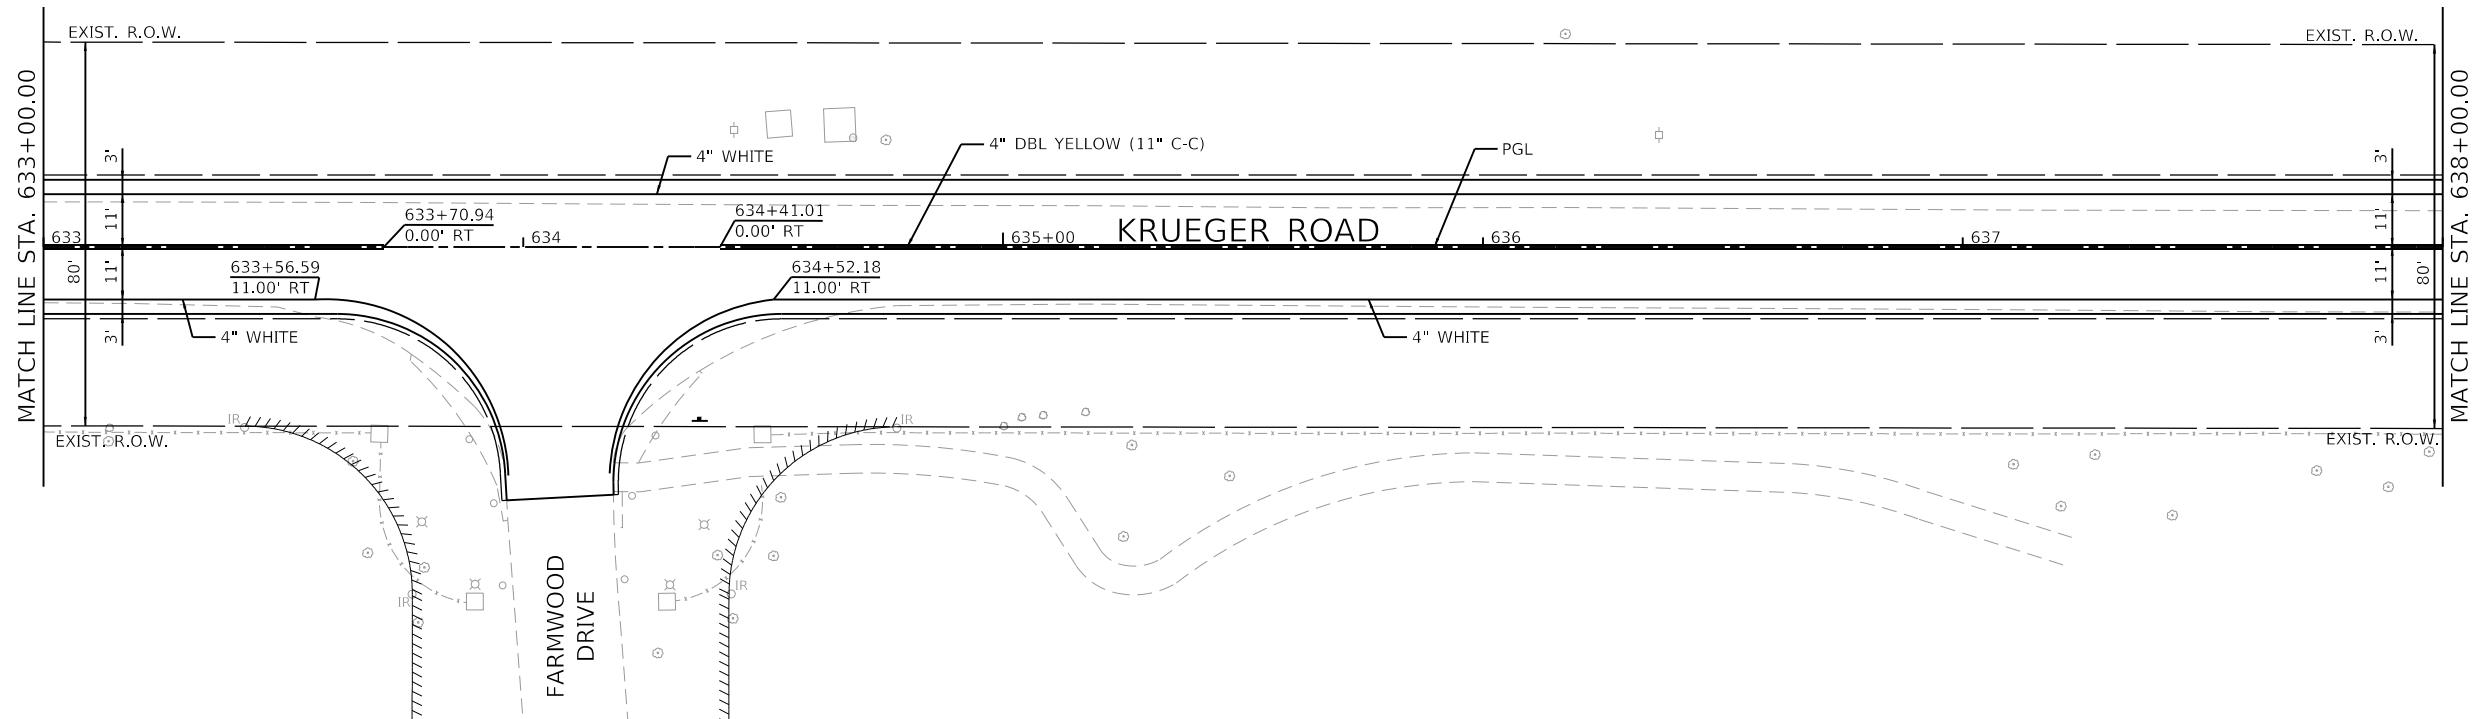 EXIST. R.O.W.
EXIST. R.O.W.
MATCH LINE STA. 633+00.00
MATCH LINE STA. 638+00.00
3'
4" WHITE
4" DBL YELLOW (11" C-C)
PGL
3'
11'
633+70.94
0.00' RT
634+41.01
0.00' RT
KRUEGER ROAD
11'
633
634
635+00
636
637
80'
11'
633+56.59
11.00' RT
634+52.18
11.00' RT
11'
80'
3'
4" WHITE
4" WHITE
3'
IR
IR
EXIST. R.O.W.
EXIST. R.O.W.
IR
IR
FARMWOOD
DRIVE